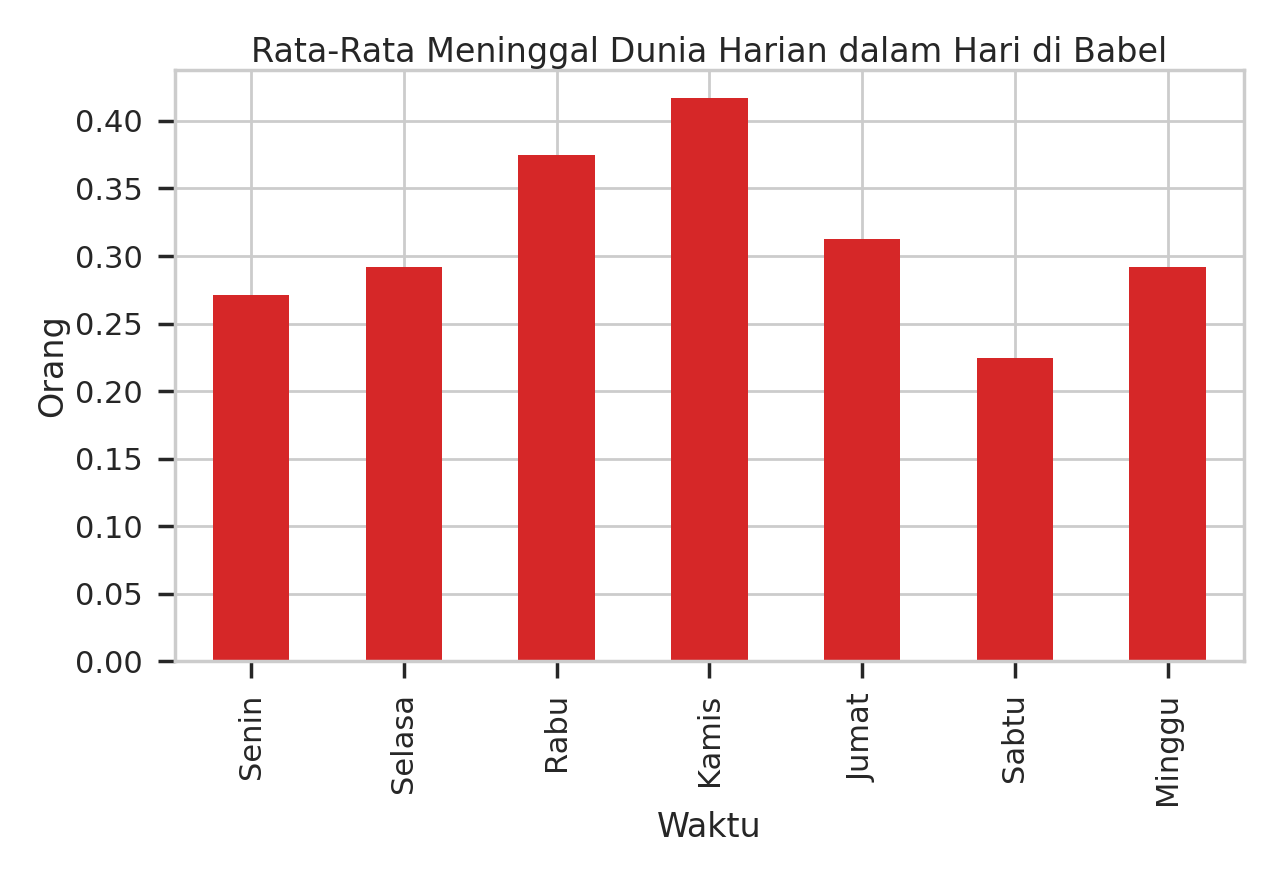 Rata-Rata Meninggal Dunia Harian dalam Hari di Babel
Orang
0.40
0.35
0.30
0.25
0.20
0.15
0.10
0.05
0.00
Senin
Selasa
Rabu
Kamis
Jumat
Sabtu
Minggu
Waktu